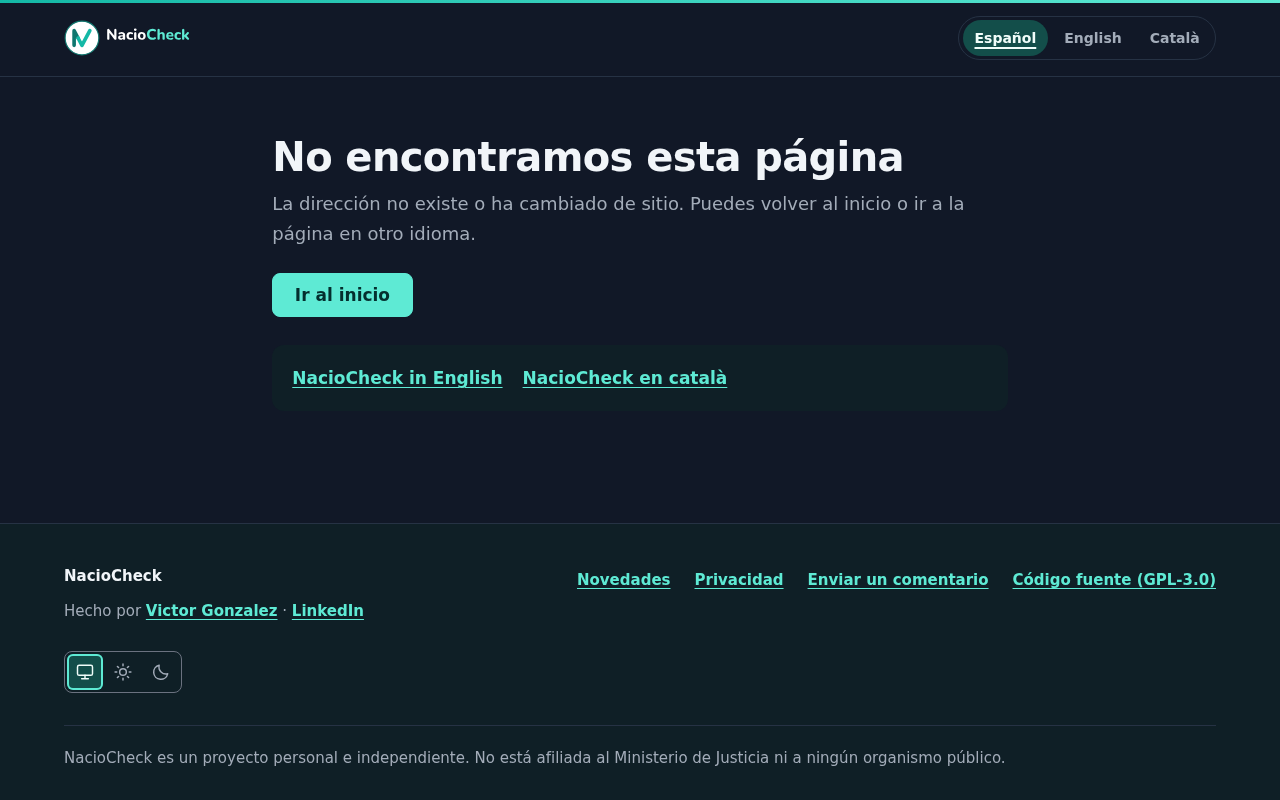 NacioCheck
Español English Català
No encontramos esta página
La dirección no existe o ha cambiado de sitio. Puedes volver al inicio o ir a la
página en otro idioma.
Ir al inicio
NacioCheck in English NacioCheck en català
NacioCheck
Novedades Privacidad Enviar un comentario Código fuente (GPL-3.0)
Hecho por Victor Gonzalez · LinkedIn
NacioCheck es un proyecto personal e independiente. No está afiliada al Ministerio de Justicia ni a ningún organismo público.